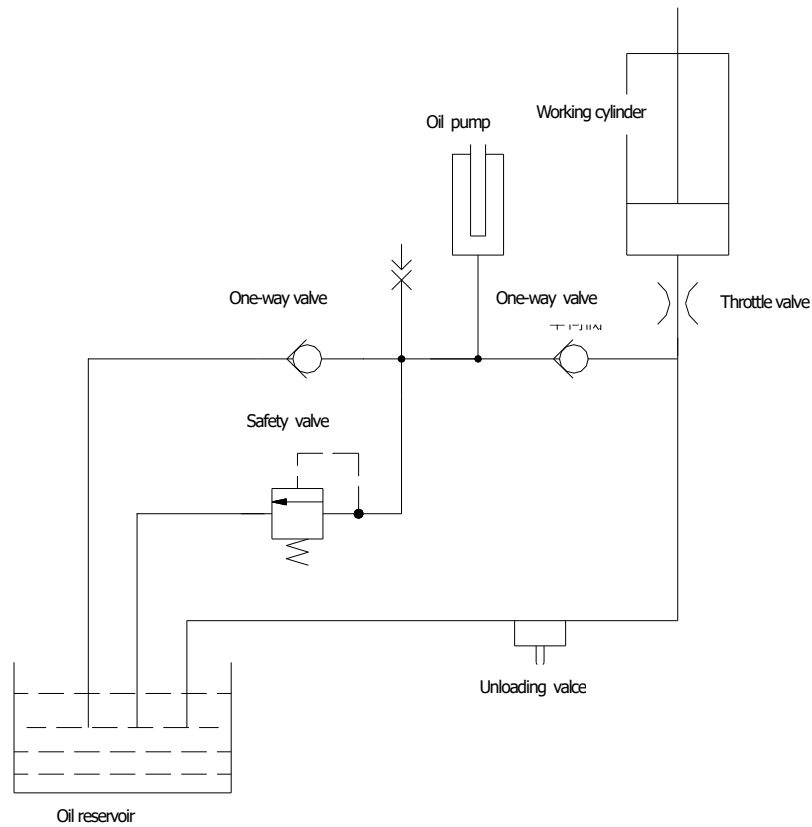 Working cylinder
Oil pump
One-way valve
One-way valve
Throttle valve
Safety valve
Unloading valce
Oil reservoir